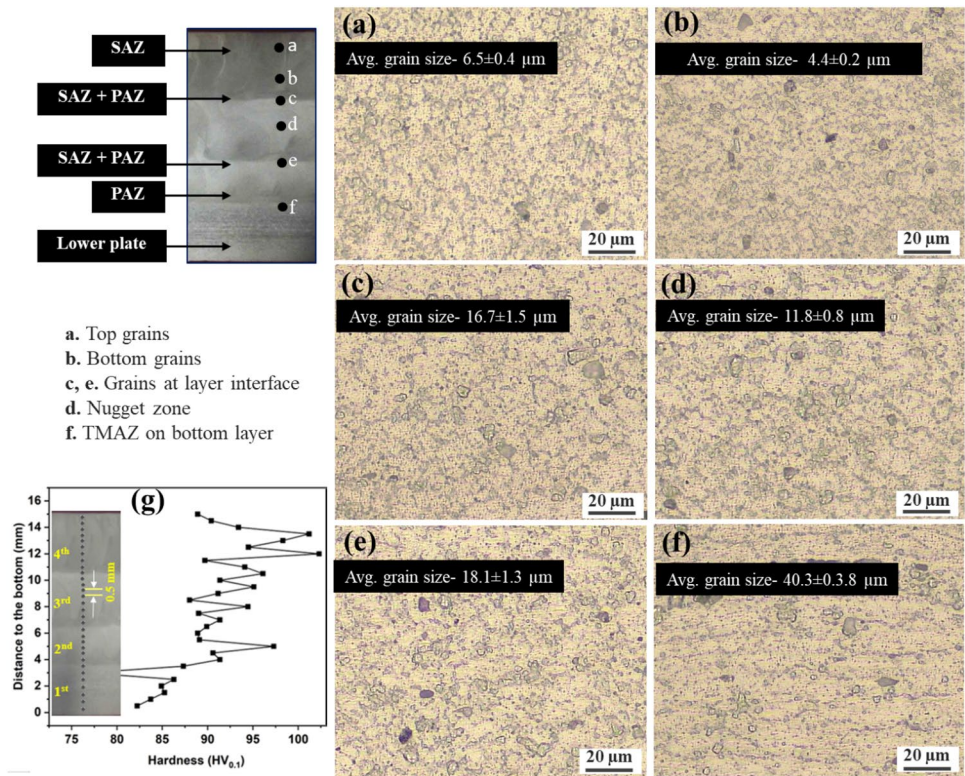 SAZ
SAZ + PAZ
SAZ + PAZ
PAZ
Lower plate
a
b
c
d
e
f
a. Top grains
b. Bottom grains
c, e. Grains at layer interface
d. Nugget zone
f. TMAZ on bottom layer
(a)
Avg. grain size- 6.5±0.4 µm
20 µm
(b)
Avg. grain size- 4.4±0.2 µm
20 µm
(c)
Avg. grain size- 16.7±1.5 µm
20 µm
(d)
Avg. grain size- 11.8±0.8 µm
20 µm
(e)
Avg. grain size- 18.1±1.3 µm
20 µm
(f)
Avg. grain size- 40.3±0.3.8 µm
20 µm
(g)
Distance to the bottom (mm)
16
14
12
10
8
6
4
2
0
4th
3rd
2nd
1st
0.5 mm
75 80 85 90 95 100
Hardness (HV0.1)